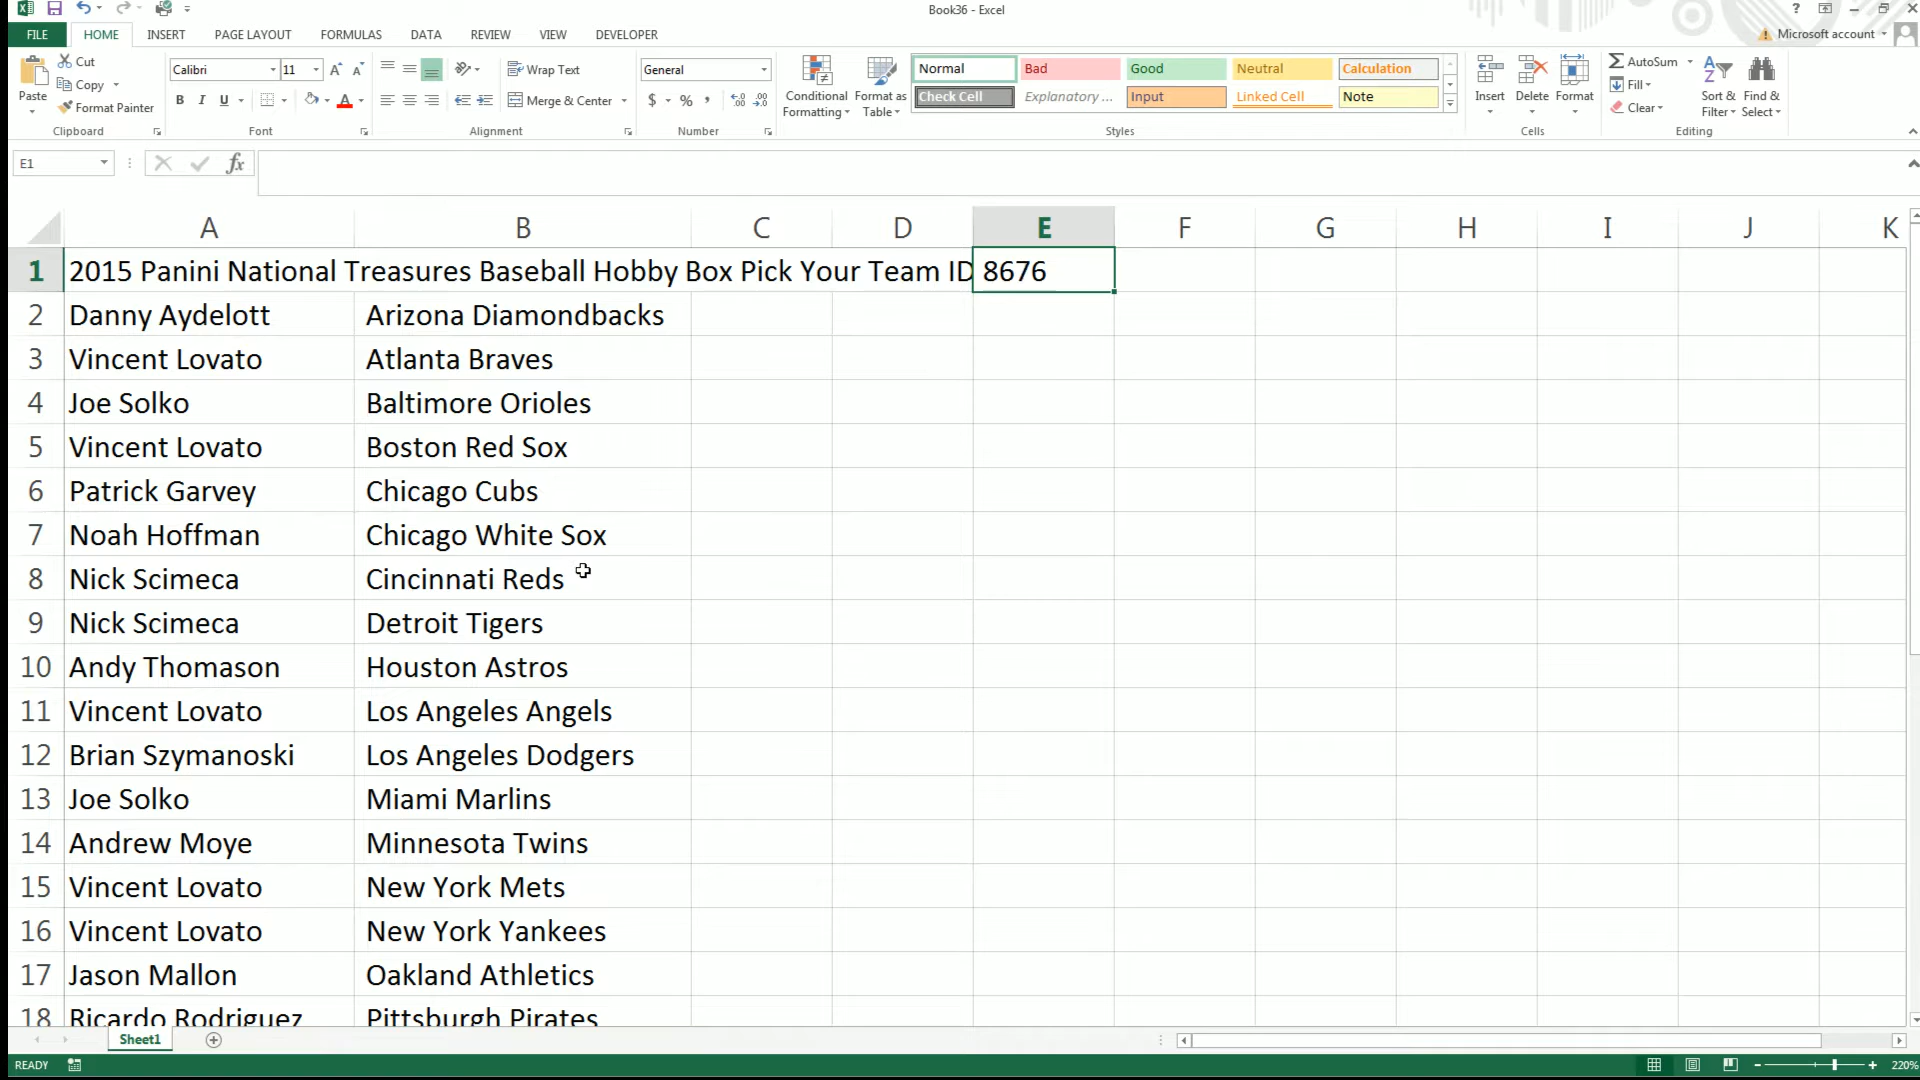 Book36 - Excel
FILE HOME INSERT PAGE LAYOUT FORMULAS DATA REVIEW VIEW DEVELOPER Microsoft account
Cut
Copy
Format Painter
Paste
Clipboard
Calibri 11
B I U
Font
Wrap Text
Merge & Center
Alignment
General
$ % ,
Number
Conditional Formatting
Format as Table
Normal Bad Good Neutral Calculation
Check Cell Explanatory ... Input Linked Cell Note
Styles
Insert Delete Format
Cells
AutoSum
Fill
Clear
Sort & Filter
Find & Select
Editing
E1 fx
A B C D E F G H I J K
1 2015 Panini National Treasures Baseball Hobby Box Pick Your Team ID 8676
2 Danny Aydelott Arizona Diamondbacks
3 Vincent Lovato Atlanta Braves
4 Joe Solko Baltimore Orioles
5 Vincent Lovato Boston Red Sox
6 Patrick Garvey Chicago Cubs
7 Noah Hoffman Chicago White Sox
8 Nick Scimeca Cincinnati Reds
9 Nick Scimeca Detroit Tigers
10 Andy Thomason Houston Astros
11 Vincent Lovato Los Angeles Angels
12 Brian Szymanoski Los Angeles Dodgers
13 Joe Solko Miami Marlins
14 Andrew Moye Minnesota Twins
15 Vincent Lovato New York Mets
16 Vincent Lovato New York Yankees
17 Jason Mallon Oakland Athletics
18 Ricardo Rodriguez Pittsburgh Pirates
Sheet1
READY 220%